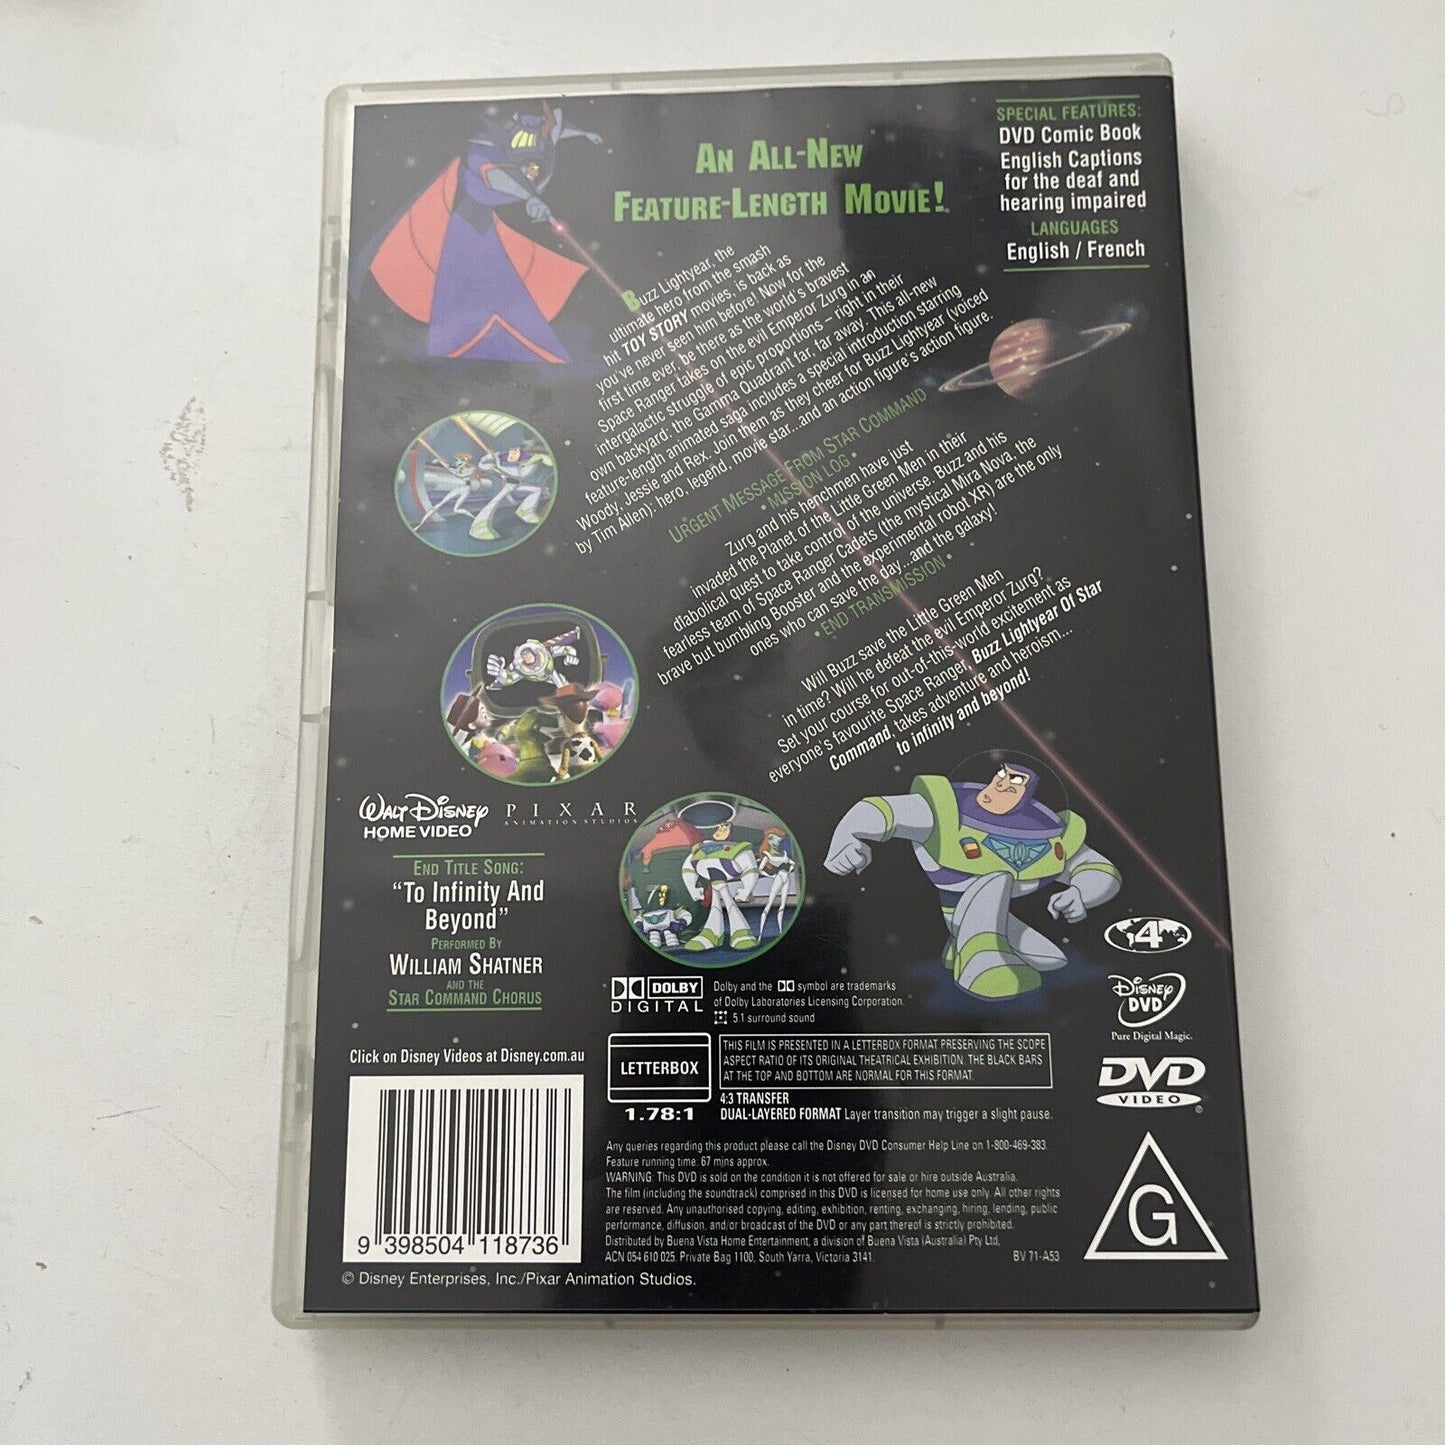 AN ALL-NEW
FEATURE-LENGTH MOVIE!
SPECIAL FEATURES:
DVD Comic Book
English Captions
for the deaf and
hearing impaired
LANGUAGES
English / French
Buzz Lightyear, the
ultimate hero from the smash
hit TOY STORY movies, is back as
you've never seen him before! Now for the
first time ever, be there as the world's bravest
Space Ranger takes on the evil Emperor Zurg in an
intergalactic struggle of epic proportions – right in their
own backyard: the Gamma Quadrant far, far away. This all-new
feature-length animated saga includes a special introduction starring
Woody, Jessie and Rex. Join them as they cheer for Buzz Lightyear (voiced
by Tim Allen): hero, legend, movie star...and an action figure's action figure.
URGENT MESSAGE FROM STAR COMMAND
• MISSION LOG •
Zurg and his henchmen have just
invaded the Planet of the Little Green Men in their
diabolical quest to take control of the universe. Buzz and his
fearless team of Space Ranger Cadets (the mystical Mira Nova, the
brave but bumbling Booster and the experimental robot XR) are the only
ones who can save the day...and the galaxy!
• END TRANSMISSION •
Will Buzz save the Little Green Men
in time? Will he defeat the evil Emperor Zurg?
Set your course for out-of-this-world excitement as
everyone's favourite Space Ranger, Buzz Lightyear Of Star
Command, takes adventure and heroism...
to infinity and beyond!
WALT DISNEY
HOME VIDEO
PIXAR
ANIMATION STUDIOS
END TITLE SONG:
"To Infinity And
Beyond"
PERFORMED BY
WILLIAM SHATNER
AND THE
STAR COMMAND CHORUS
Click on Disney Videos at Disney.com.au
9 398504 118736
© Disney Enterprises, Inc./Pixar Animation Studios.
DOLBY
DIGITAL
Dolby and the DD symbol are trademarks
of Dolby Laboratories Licensing Corporation.
5.1 surround sound
LETTERBOX
1.78:1
THIS FILM IS PRESENTED IN A LETTERBOX FORMAT PRESERVING THE SCOPE
ASPECT RATIO OF ITS ORIGINAL THEATRICAL EXHIBITION. THE BLACK BARS
AT THE TOP AND BOTTOM ARE NORMAL FOR THIS FORMAT.
4:3 TRANSFER
DUAL-LAYERED FORMAT Layer transition may trigger a slight pause.
Any queries regarding this product please call the Disney DVD Consumer Help Line on 1-800-469-383.
Feature running time: 67 mins approx.
WARNING: This DVD is sold on the condition it is not offered for sale or hire outside Australia.
The film (including the soundtrack) comprised in this DVD is licensed for home use only. All other rights
are reserved. Any unauthorised copying, editing, exhibition, renting, exchanging, hiring, lending, public
performance, diffusion, and/or broadcast of the DVD or any part thereof is strictly prohibited.
Distributed by Buena Vista Home Entertainment, a division of Buena Vista (Australia) Pty Ltd,
ACN 054 610 025. Private Bag 1100, South Yarra, Victoria 3141.
BV 71-A53
4
DISNEY
DVD
Pure Digital Magic.
DVD
VIDEO
G